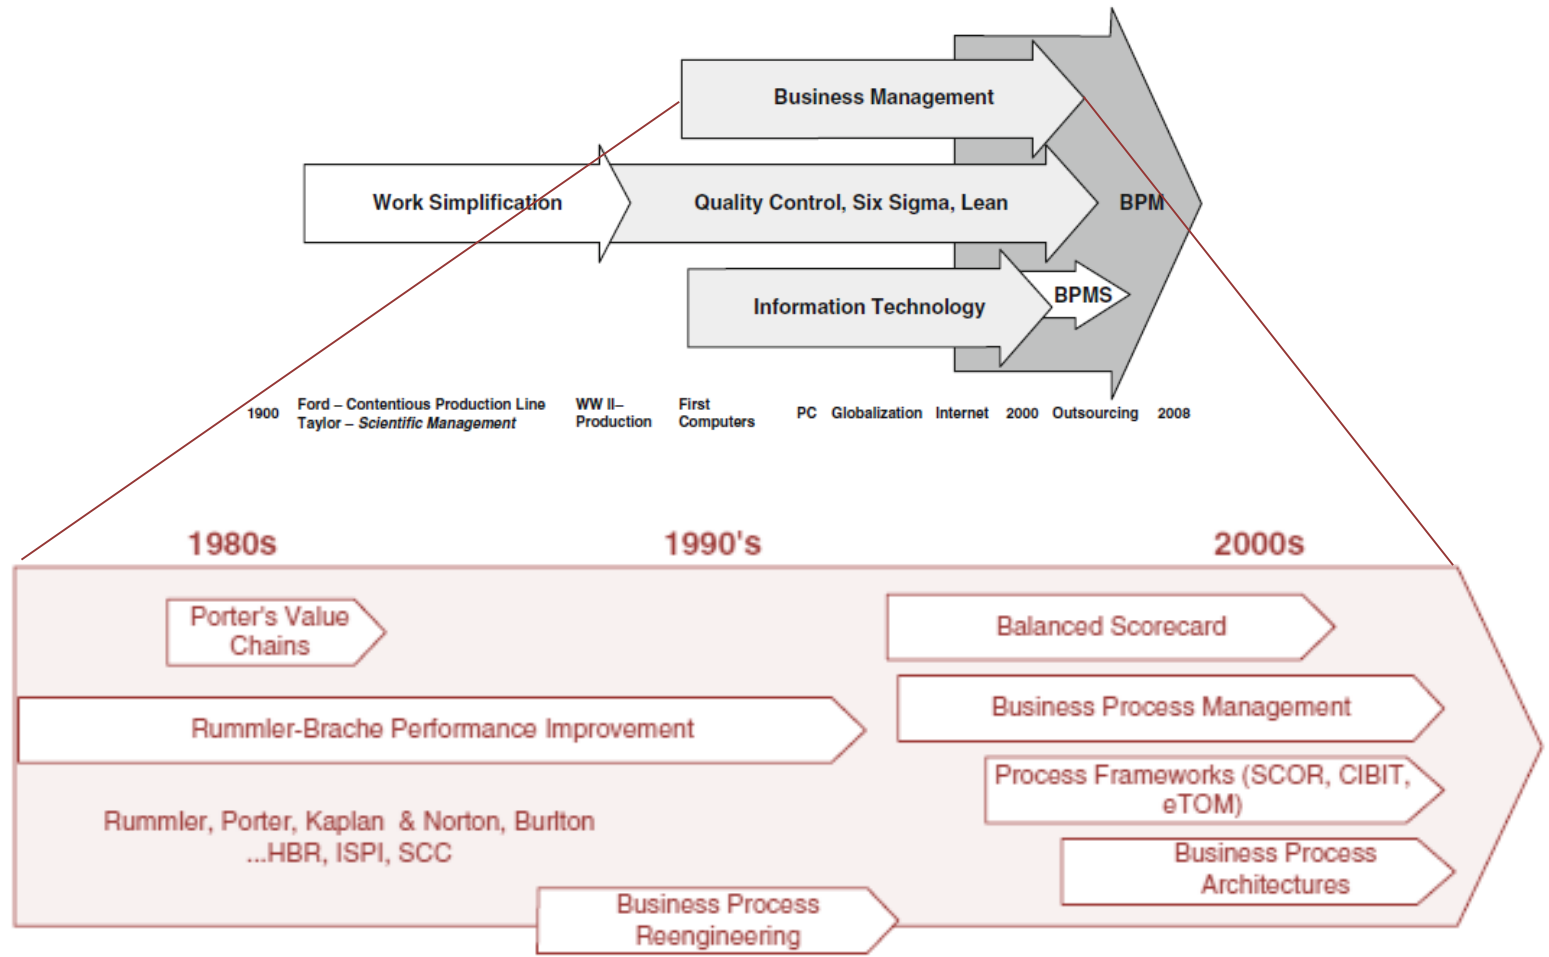 Business Management
Work Simplification
Quality Control, Six Sigma, Lean
BPM
Information Technology
BPMS
1900
Ford – Contentious Production Line
Taylor – Scientific Management
WW II–
Production
First
Computers
PC Globalization Internet 2000 Outsourcing 2008
1980s
1990's
2000s
Porter's Value
Chains
Balanced Scorecard
Rummler-Brache Performance Improvement
Business Process Management
Process Frameworks (SCOR, CIBIT,
eTOM)
Rummler, Porter, Kaplan & Norton, Burlton
...HBR, ISPI, SCC
Business Process
Architectures
Business Process
Reengineering